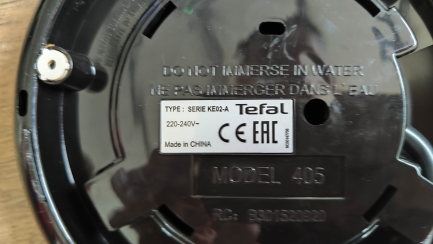 DO NOT IMMERSE IN WATER
NE PAS IMMERGER DANS L'EAU
TYPE : SERIE KE02-A Tefal
220-240V~
CE EAC
Made in CHINA
MODEL 405